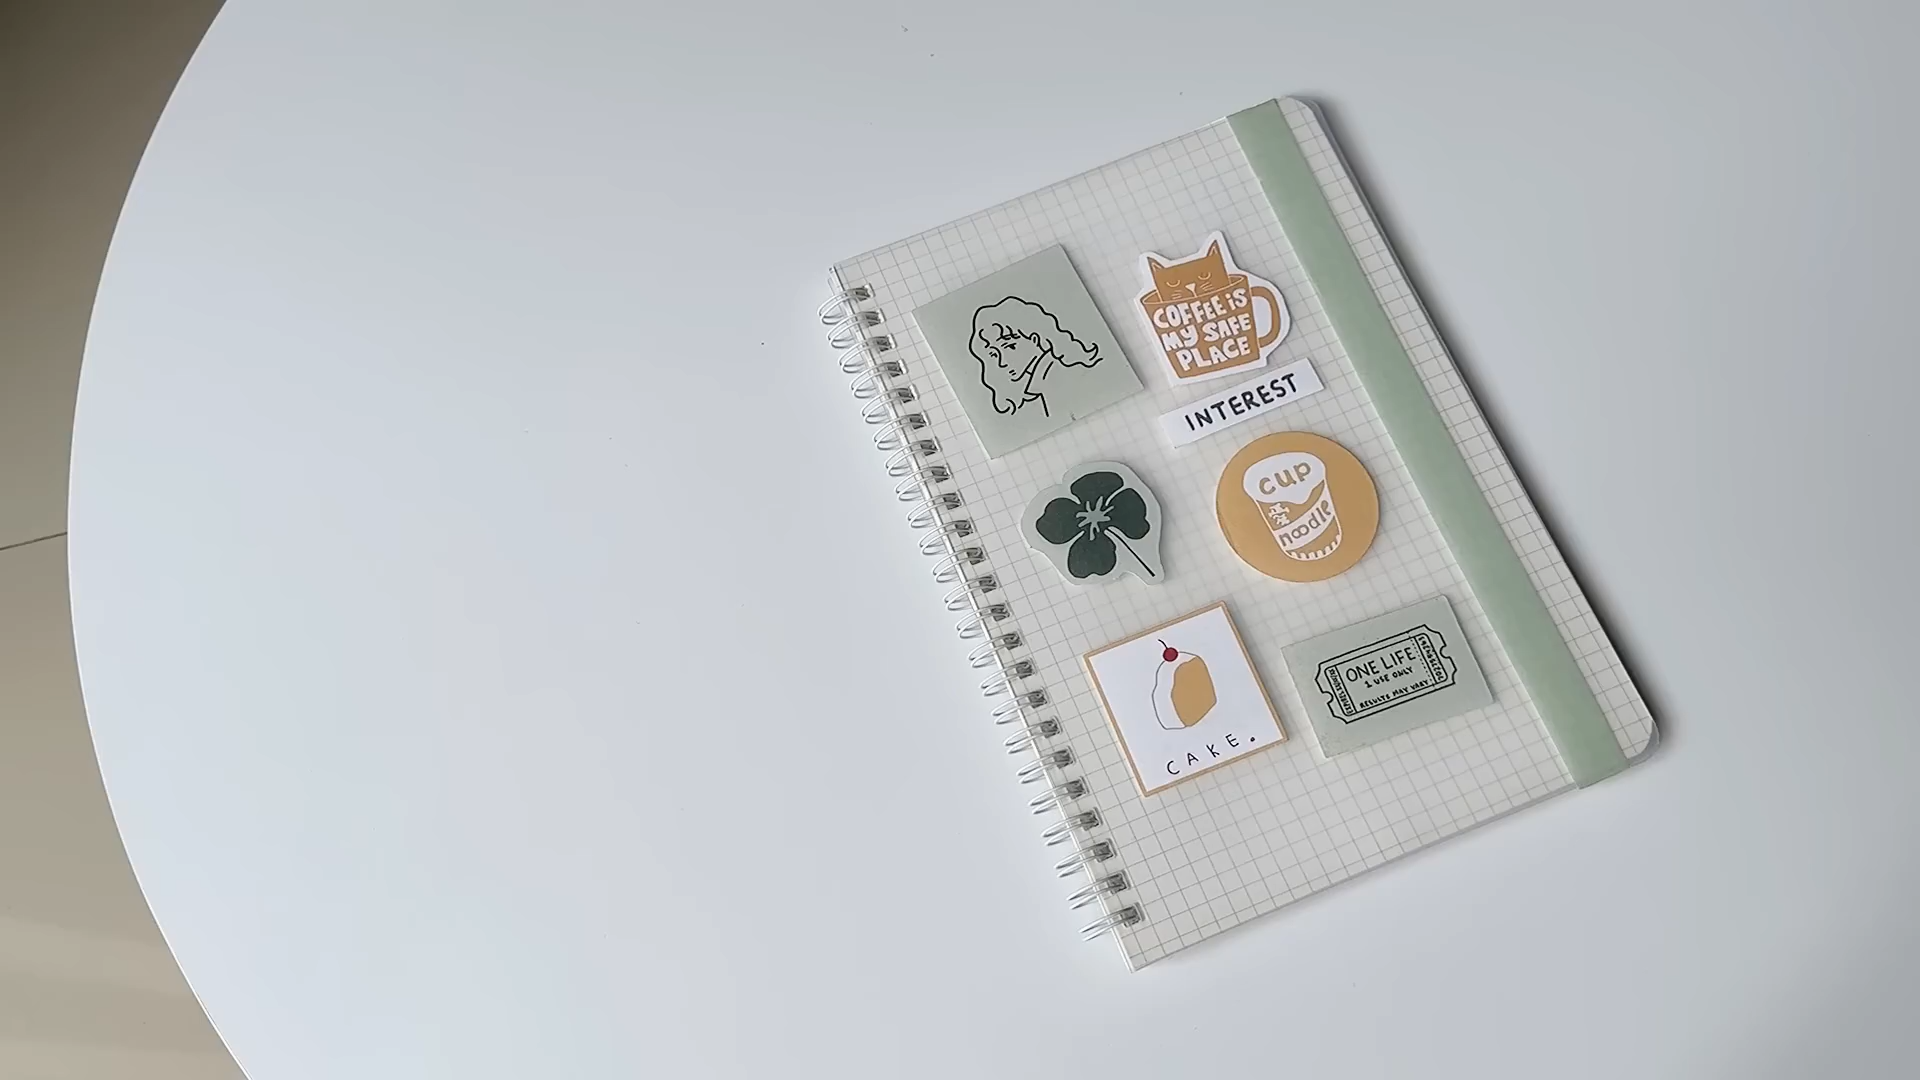 COFFEE iS
MY SAFE
PLACE
INTEREST
cup
noodle
ONE LIFE
1 USE ONLY
RESULTS MAY VARY
CAKE.